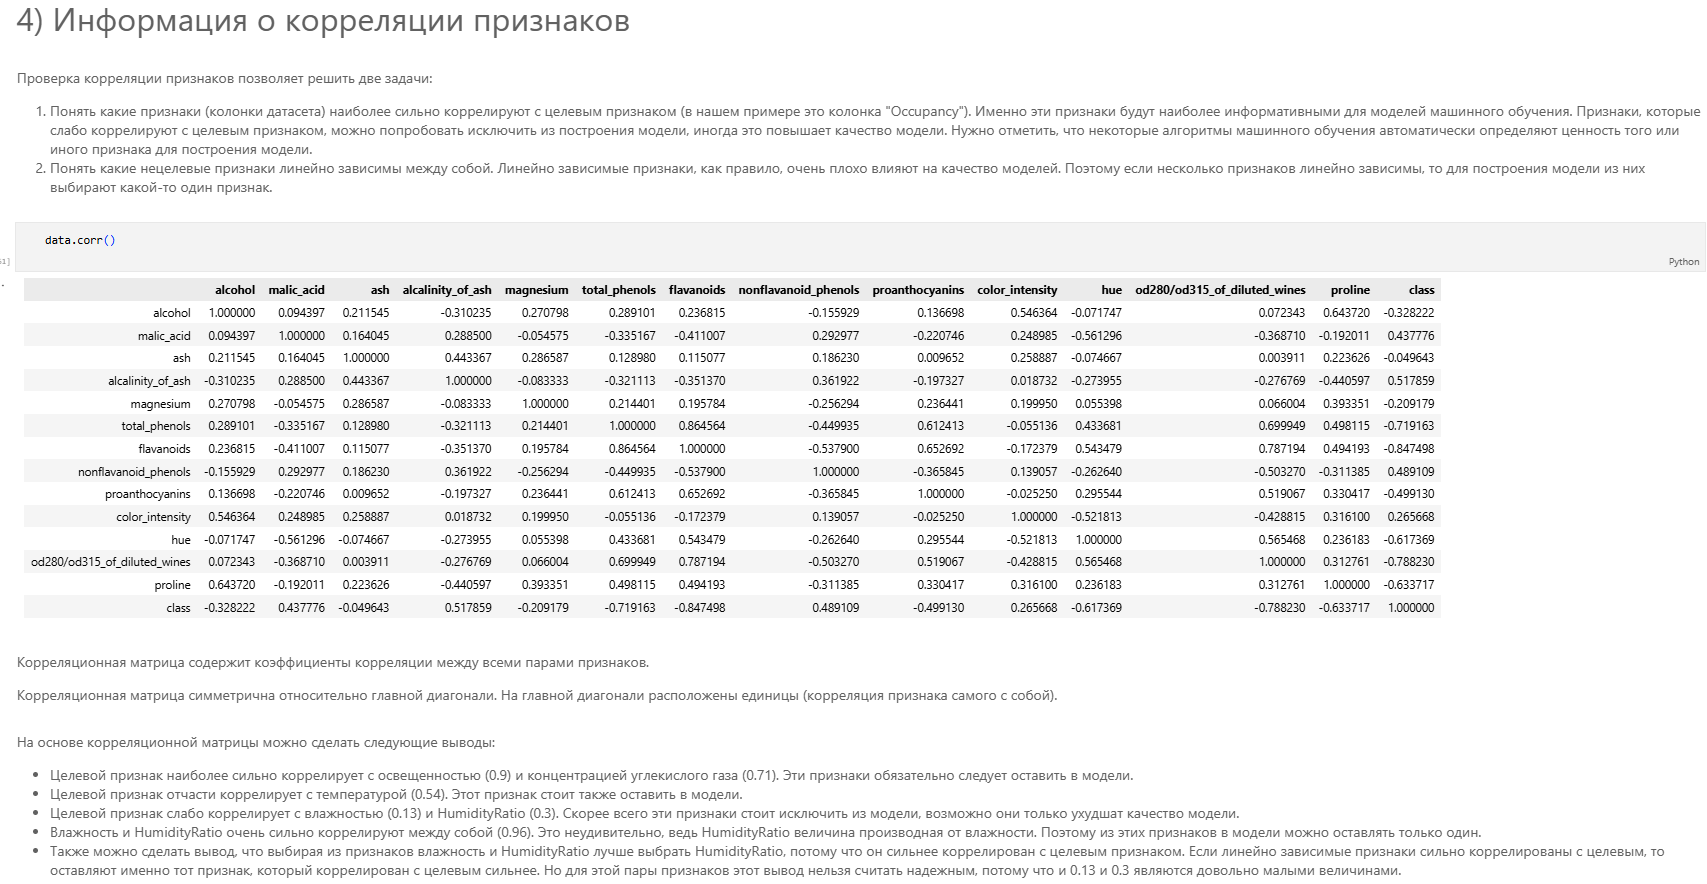 4) Информация о корреляции признаков
Проверка корреляции признаков позволяет решить две задачи:
1. Понять какие признаки (колонки датасета) наиболее сильно коррелируют с целевым признаком (в нашем примере это колонка "Occupancy"). Именно эти признаки будут наиболее информативными для моделей машинного обучения. Признаки, которые
слабо коррелируют с целевым признаком, можно попробовать исключить из построения модели, иногда это повышает качество модели. Нужно отметить, что некоторые алгоритмы машинного обучения автоматически определяют ценность того или
иного признака для построения модели.
2. Понять какие нецелевые признаки линейно зависимы между собой. Линейно зависимые признаки, как правило, очень плохо влияют на качество моделей. Поэтому если несколько признаков линейно зависимы, то для построения модели из них
выбирают какой-то один признак.
data.corr()
Python
alcohol malic_acid ash alcalinity_of_ash magnesium total_phenols flavanoids nonflavanoid_phenols proanthocyanins color_intensity hue od280/od315_of_diluted_wines proline class
alcohol 1.000000 0.094397 0.211545 -0.310235 0.270798 0.289101 0.236815 -0.155929 0.136698 0.546364 -0.071747 0.072343 0.643720 -0.328222
malic_acid 0.094397 1.000000 0.164045 0.288500 -0.054575 -0.335167 -0.411007 0.292977 -0.220746 0.248985 -0.561296 -0.368710 -0.192011 0.437776
ash 0.211545 0.164045 1.000000 0.443367 0.286587 0.128980 0.115077 0.186230 0.009652 0.258887 -0.074667 0.003911 0.223626 -0.049643
alcalinity_of_ash -0.310235 0.288500 0.443367 1.000000 -0.083333 -0.321113 -0.351370 0.361922 -0.197327 0.018732 -0.273955 -0.276769 -0.440597 0.517859
magnesium 0.270798 -0.054575 0.286587 -0.083333 1.000000 0.214401 0.195784 -0.256294 0.236441 0.199950 0.055398 0.066004 0.393351 -0.209179
total_phenols 0.289101 -0.335167 0.128980 -0.321113 0.214401 1.000000 0.864564 -0.449935 0.612413 -0.055136 0.433681 0.699949 0.498115 -0.719163
flavanoids 0.236815 -0.411007 0.115077 -0.351370 0.195784 0.864564 1.000000 -0.537900 0.652692 -0.172379 0.543479 0.787194 0.494193 -0.847498
nonflavanoid_phenols -0.155929 0.292977 0.186230 0.361922 -0.256294 -0.449935 -0.537900 1.000000 -0.365845 0.139057 -0.262640 -0.503270 -0.311385 0.489109
proanthocyanins 0.136698 -0.220746 0.009652 -0.197327 0.236441 0.612413 0.652692 -0.365845 1.000000 -0.025250 0.295544 0.519067 0.330417 -0.499130
color_intensity 0.546364 0.248985 0.258887 0.018732 0.199950 -0.055136 -0.172379 0.139057 -0.025250 1.000000 -0.521813 -0.428815 0.316100 0.265668
hue -0.071747 -0.561296 -0.074667 -0.273955 0.055398 0.433681 0.543479 -0.262640 0.295544 -0.521813 1.000000 0.565468 0.236183 -0.617369
od280/od315_of_diluted_wines 0.072343 -0.368710 0.003911 -0.276769 0.066004 0.699949 0.787194 -0.503270 0.519067 -0.428815 0.565468 1.000000 0.312761 -0.788230
proline 0.643720 -0.192011 0.223626 -0.440597 0.393351 0.498115 0.494193 -0.311385 0.330417 0.316100 0.236183 0.312761 1.000000 -0.633717
class -0.328222 0.437776 -0.049643 0.517859 -0.209179 -0.719163 -0.847498 0.489109 -0.499130 0.265668 -0.617369 -0.788230 -0.633717 1.000000
Корреляционная матрица содержит коэффициенты корреляции между всеми парами признаков.
Корреляционная матрица симметрична относительно главной диагонали. На главной диагонали расположены единицы (корреляция признака самого с собой).
На основе корреляционной матрицы можно сделать следующие выводы:
• Целевой признак наиболее сильно коррелирует с освещенностью (0.9) и концентрацией углекислого газа (0.71). Эти признаки обязательно следует оставить в модели.
• Целевой признак отчасти коррелирует с температурой (0.54). Этот признак стоит также оставить в модели.
• Целевой признак слабо коррелирует с влажностью (0.13) и HumidityRatio (0.3). Скорее всего эти признаки стоит исключить из модели, возможно они только ухудшат качество модели.
• Влажность и HumidityRatio очень сильно коррелируют между собой (0.96). Это неудивительно, ведь HumidityRatio величина производная от влажности. Поэтому из этих признаков в модели можно оставлять только один.
• Также можно сделать вывод, что выбирая из признаков влажность и HumidityRatio лучше выбрать HumidityRatio, потому что он сильнее коррелирован с целевым признаком. Если линейно зависимые признаки сильно коррелированы с целевым, то
оставляют именно тот признак, который коррелирован с целевым сильнее. Но для этой пары признаков этот вывод нельзя считать надежным, потому что и 0.13 и 0.3 являются довольно малыми величинами.